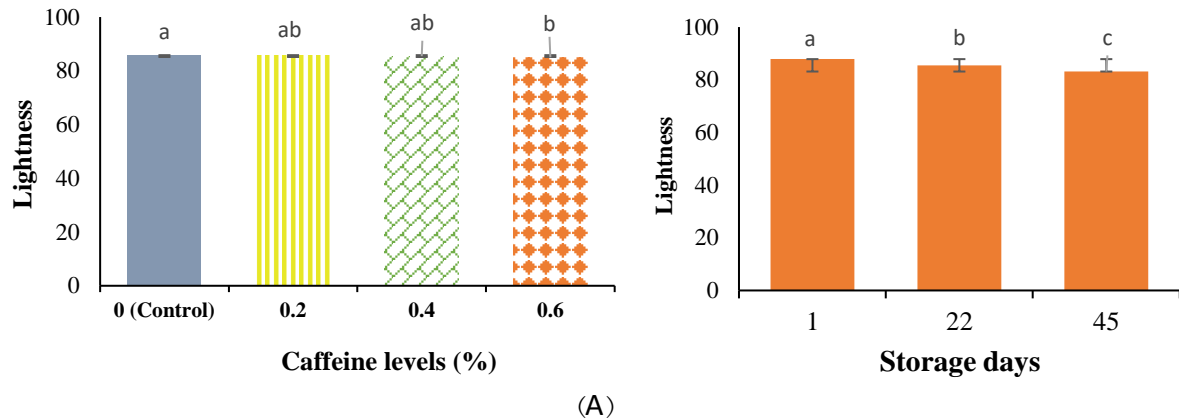 100
80
60
40
20
0
Lightness
a
ab
ab
b
0 (Control)
0.2
0.4
0.6
Caffeine levels (%)
100
80
60
40
20
0
Lightness
a
b
c
1
22
45
Storage days
(A)